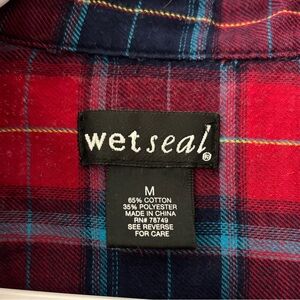 wet seal®
M
65% COTTON
35% POLYESTER
MADE IN CHINA
RN# 78749
SEE REVERSE
FOR CARE